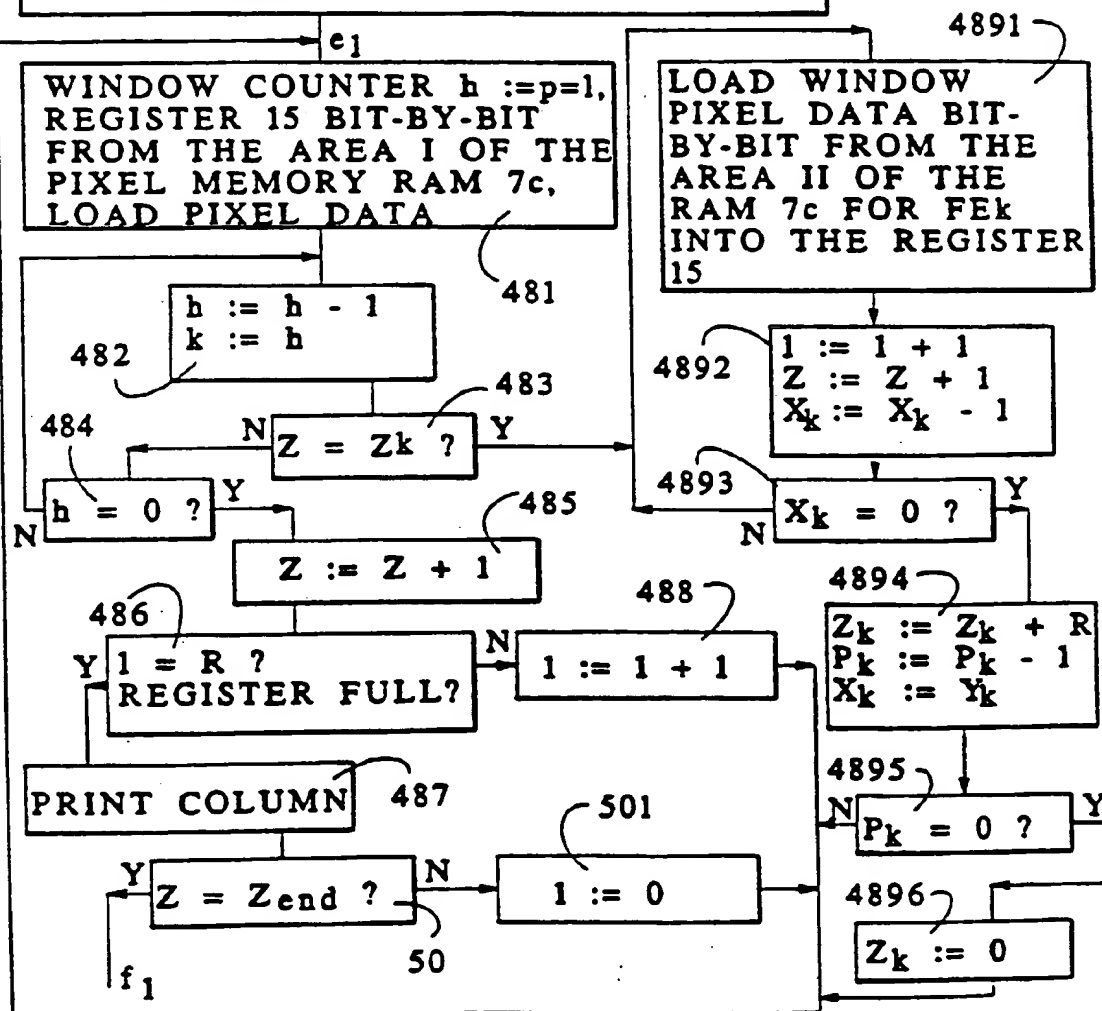 e1
WINDOW COUNTER h :=p=1,
REGISTER 15 BIT-BY-BIT
FROM THE AREA I OF THE
PIXEL MEMORY RAM 7c,
LOAD PIXEL DATA
481
h := h - 1
k := h
482
483
N
Z = Zk ?
Y
484
h = 0 ?
Y
N
485
Z := Z + 1
486
1 = R ?
REGISTER FULL?
Y
N
488
1 := 1 + 1
PRINT COLUMN
487
Y
Z = Zend ?
N
50
501
1 := 0
f1
4891
LOAD WINDOW
PIXEL DATA BIT-
BY-BIT FROM THE
AREA II OF THE
RAM 7c FOR FEk
INTO THE REGISTER
15
4892
1 := 1 + 1
Z := Z + 1
Xk := Xk - 1
4893
Xk = 0 ?
Y
N
4894
Zk := Zk + R
Pk := Pk - 1
Xk := Yk
4895
N
Pk = 0 ?
Y
4896
Zk := 0